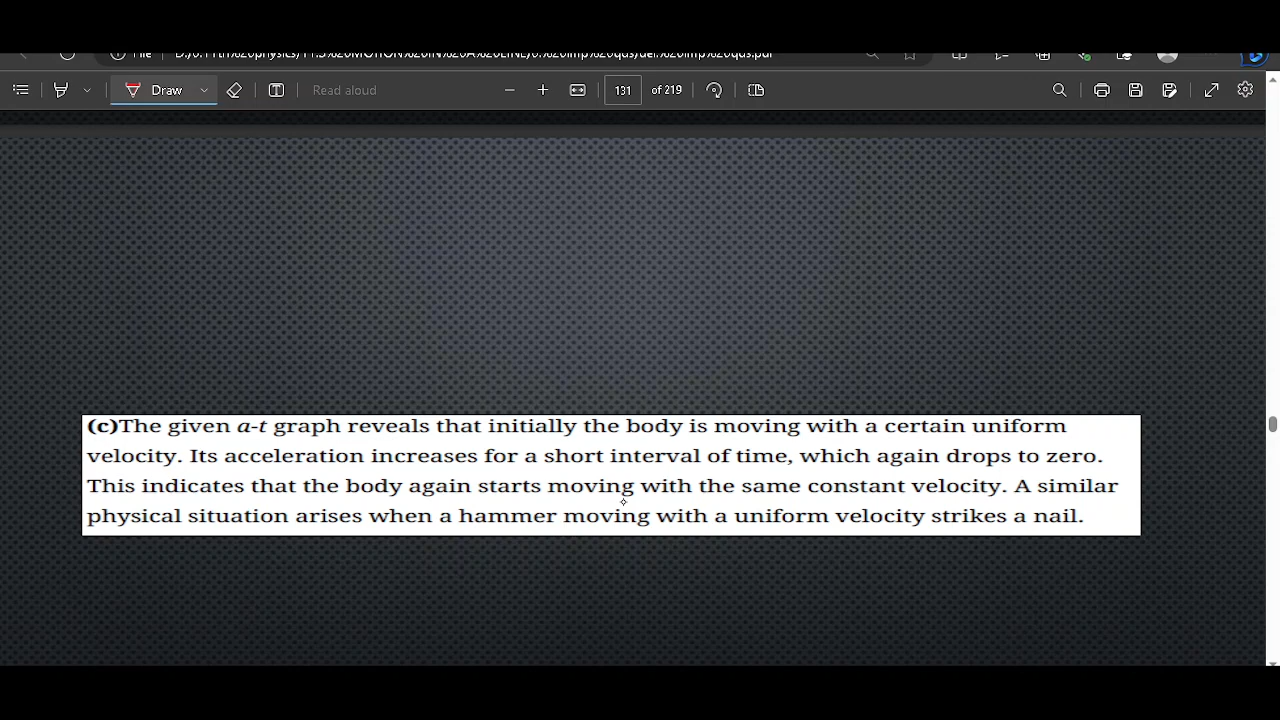 Draw
Read aloud
131
of 219
(c)The given a-t graph reveals that initially the body is moving with a certain uniform
velocity. Its acceleration increases for a short interval of time, which again drops to zero.
This indicates that the body again starts moving with the same constant velocity. A similar
physical situation arises when a hammer moving with a uniform velocity strikes a nail.